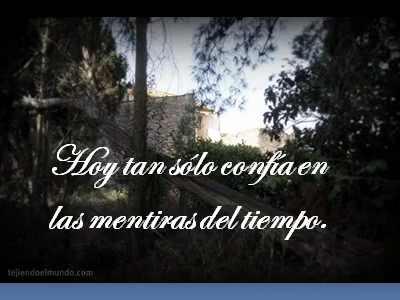 Hoy tan sólo confía en
las mentiras del tiempo.
tejiendoelmundo.com